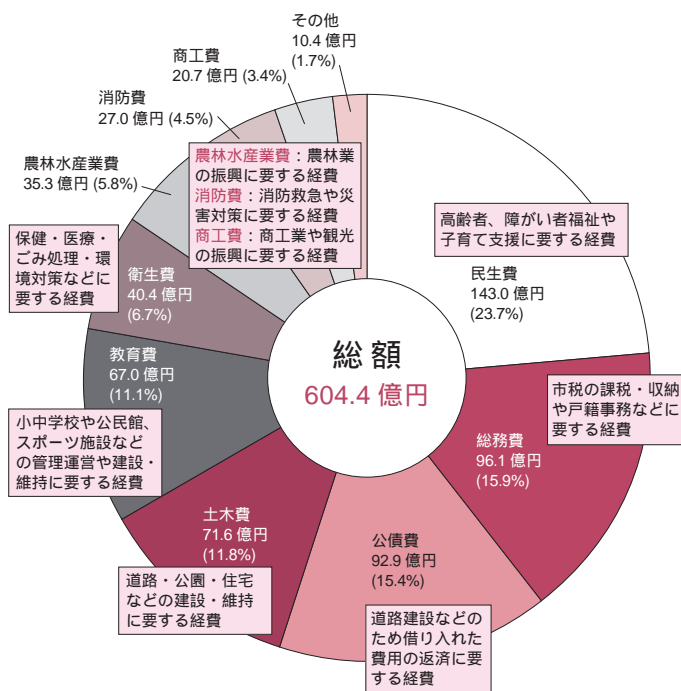 その他
10.4 億円
(1.7%)
商工費
20.7 億円 (3.4%)
消防費
27.0 億円 (4.5%)
農林水産業費
35.3 億円 (5.8%)
農林水産業費：農林業
の振興に要する経費
消防費：消防救急や災
害対策に要する経費
商工費：商工業や観光
の振興に要する経費
高齢者、障がい者福祉や
子育て支援に要する経費
民生費
143.0 億円
(23.7%)
保健・医療・
ごみ処理・環
境対策などに
要する経費
衛生費
40.4 億円
(6.7%)
総 額
604.4 億円
教育費
67.0 億円
(11.1%)
小中学校や公民館、
スポーツ施設など
の管理運営や建設・
維持に要する経費
市税の課税・収納
や戸籍事務などに
要する経費
総務費
96.1 億円
(15.9%)
土木費
71.6 億円
(11.8%)
道路・公園・住宅
などの建設・維持
に要する経費
公債費
92.9 億円
(15.4%)
道路建設などの
ため借り入れた
費用の返済に要
する経費